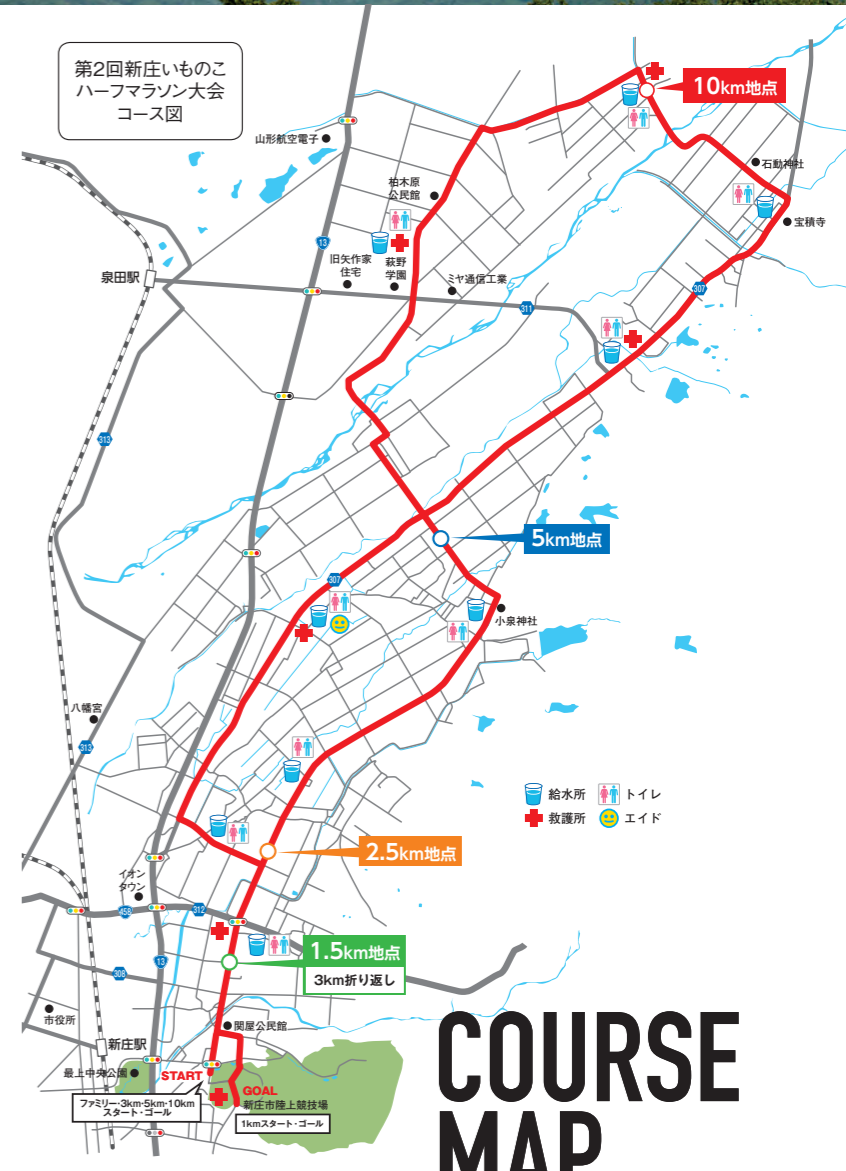 第2回新庄いものこ
ハーフマラソン大会
コース図
10km地点
山形航空電子
石動神社
柏木原
公民館
宝積寺
13
旧矢作家
住宅
萩野
学園
ミヤ通信工業
泉田駅
307
311
313
5km地点
307
小泉神社
八幡宮
313
給水所
トイレ
救護所
エイド
2.5km地点
イオン
タウン
458
312
1.5km地点
3km折り返し
13
308
市役所
関屋公民館
新庄駅
最上中央公園
START
GOAL
新庄市陸上競技場
ファミリー・3km・5km・10km
スタート・ゴール
1kmスタート・ゴール
COURSE
MAP